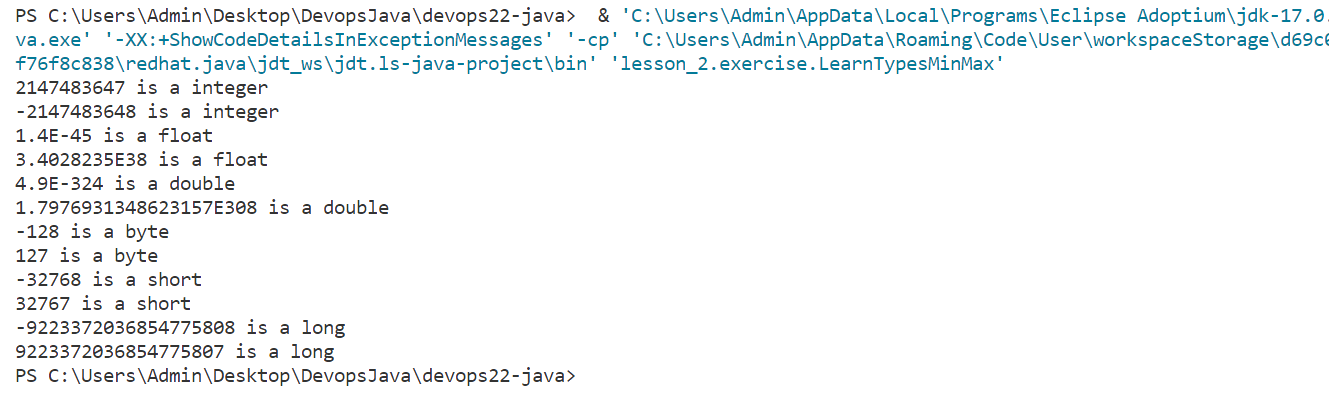 PS C:\Users\Admin\Desktop\DevopsJava\devops22-java>  & 'C:\Users\Admin\AppData\Local\Programs\Eclipse Adoptium\jdk-17.0.
va.exe' '-XX:+ShowCodeDetailsInExceptionMessages' '-cp' 'C:\Users\Admin\AppData\Roaming\Code\User\workspaceStorage\d69c6
f76f8c838\redhat.java\jdt_ws\jdt.ls-java-project\bin' 'lesson_2.exercise.LearnTypesMinMax'
2147483647 is a integer
-2147483648 is a integer
1.4E-45 is a float
3.4028235E38 is a float
4.9E-324 is a double
1.7976931348623157E308 is a double
-128 is a byte
127 is a byte
-32768 is a short
32767 is a short
-9223372036854775808 is a long
9223372036854775807 is a long
PS C:\Users\Admin\Desktop\DevopsJava\devops22-java>